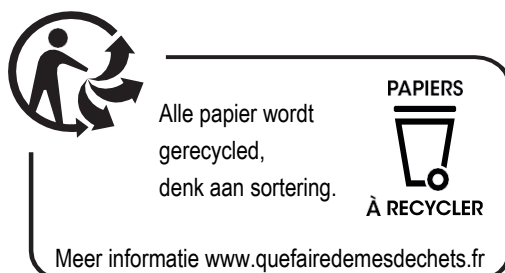 PAPIERS
Alle papier wordt
gerecycled,
denk aan sortering.
À RECYCLER
Meer informatie www.quefairedemesdechets.fr